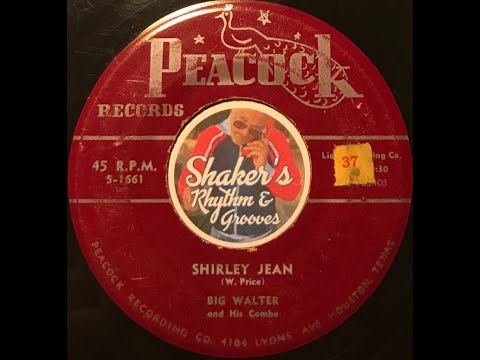 PEACOCK
RECORDS
45 R.P.M.
5-1661
37
Shaker's
Rhythm &
Grooves
SHIRLEY JEAN
(W. Price)
BIG WALTER
and His Combo
PEACOCK RECORDING CO. 4104 LYONS AVE HOUSTON, TEXAS